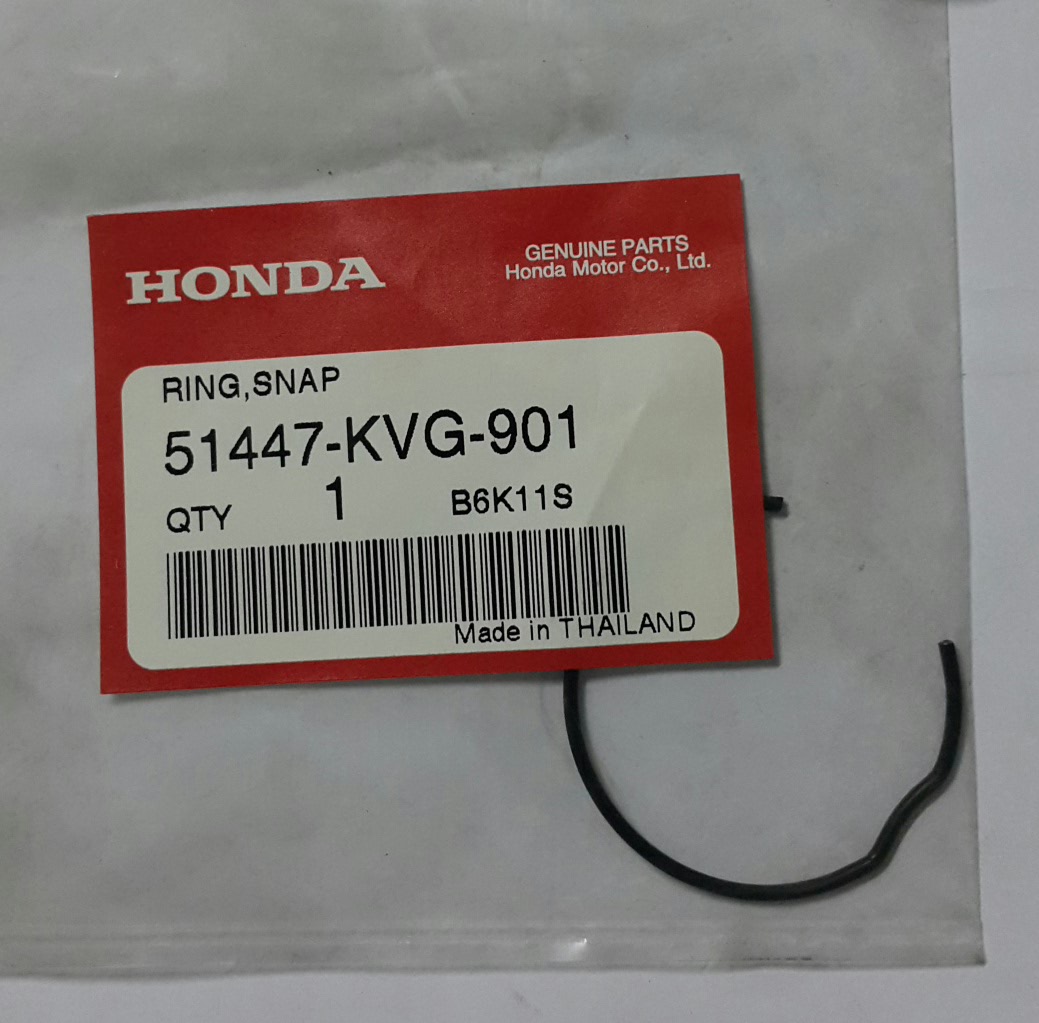 HONDA
GENUINE PARTS
Honda Motor Co., Ltd.
RING,SNAP
51447-KVG-901
QTY 1 B6K11S
Made in THAILAND